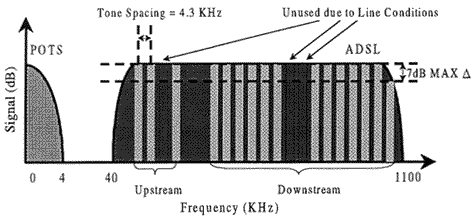 Tone Spacing = 4.3 KHz
Unused due to Line Conditions
POTS
ADSL
Signal (dB)
7dB MAX Δ
0 4 40 1100
Upstream Downstream
Frequency (KHz)